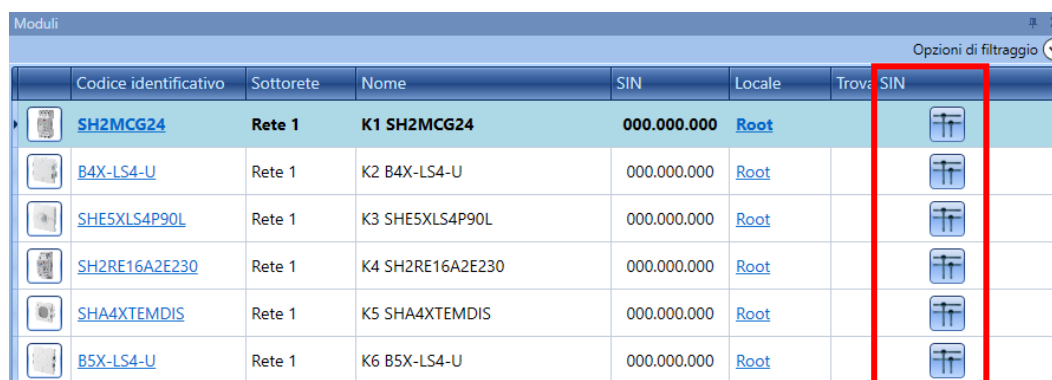 Moduli
Opzioni di filtraggio
Codice identificativo Sottorete Nome SIN Locale Trova SIN
SH2MCG24 Rete 1 K1 SH2MCG24 000.000.000 Root
B4X-LS4-U Rete 1 K2 B4X-LS4-U 000.000.000 Root
SHE5XLS4P90L Rete 1 K3 SHE5XLS4P90L 000.000.000 Root
SH2RE16A2E230 Rete 1 K4 SH2RE16A2E230 000.000.000 Root
SHA4XTEMDIS Rete 1 K5 SHA4XTEMDIS 000.000.000 Root
B5X-LS4-U Rete 1 K6 B5X-LS4-U 000.000.000 Root